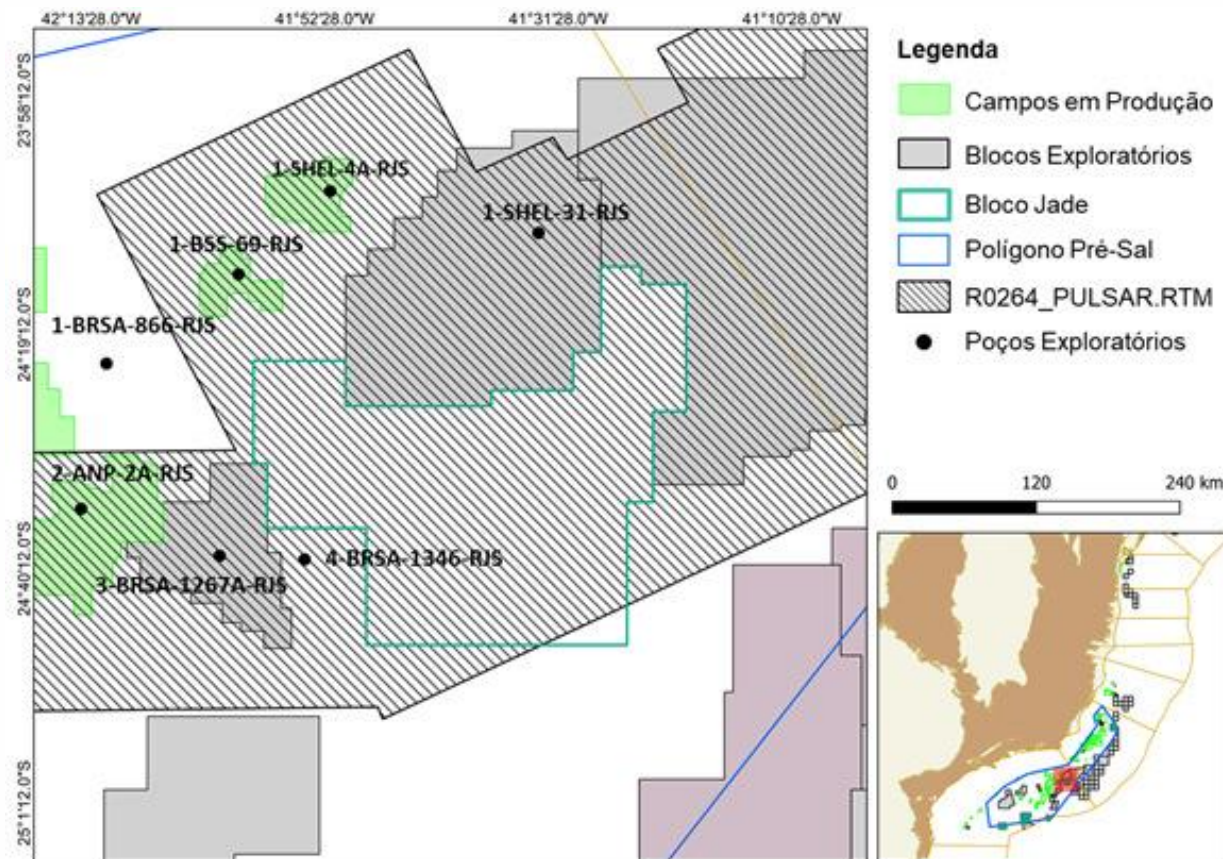 42°13'28.0"W 41°52'28.0"W 41°31'28.0"W 41°10'28.0"W
23°58'12.0"S
24°19'12.0"S
24°40'12.0"S
25°1'12.0"S
1-SHEL-4A-RJS
1-SHEL-31-RJS
1-BSS-69-RJS
1-BRSA-866-RJS
2-ANP-2A-RJS
4-BRSA-1346-RJS
3-BRSA-1267A-RJS
Legenda
Campos em Produção
Blocos Exploratórios
Bloco Jade
Polígono Pré-Sal
R0264_PULSAR.RTM
Poços Exploratórios
0 120 240 km